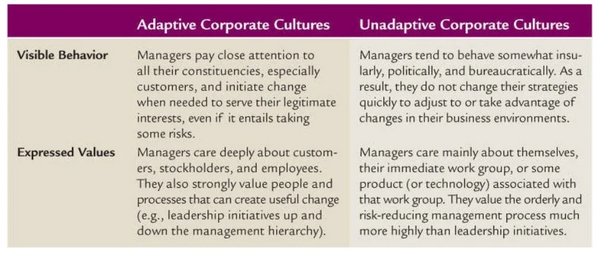 Adaptive Corporate Cultures
Unadaptive Corporate Cultures
Visible Behavior
Managers pay close attention to
all their constituencies, especially
customers, and initiate change
when needed to serve their legitimate
interests, even if it entails taking
some risks.
Managers tend to behave somewhat insu-
larly, politically, and bureaucratically. As a
result, they do not change their strategies
quickly to adjust to or take advantage of
changes in their business environments.
Expressed Values
Managers care deeply about custom-
ers, stockholders, and employees.
They also strongly value people and
processes that can create useful change
(e.g., leadership initiatives up and
down the management hierarchy).
Managers care mainly about themselves,
their immediate work group, or some
product (or technology) associated with
that work group. They value the orderly and
risk-reducing management process much
more highly than leadership initiatives.